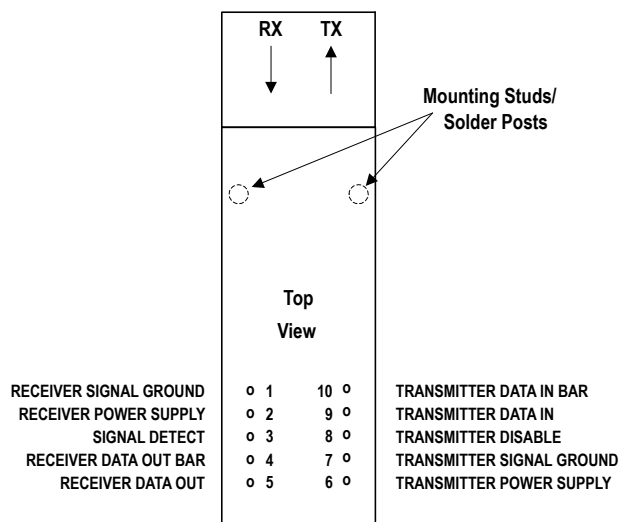 RX TX
Mounting Studs/
Solder Posts
Top
View
RECEIVER SIGNAL GROUND o 1 10 o TRANSMITTER DATA IN BAR
RECEIVER POWER SUPPLY o 2 9 o TRANSMITTER DATA IN
SIGNAL DETECT o 3 8 o TRANSMITTER DISABLE
RECEIVER DATA OUT BAR o 4 7 o TRANSMITTER SIGNAL GROUND
RECEIVER DATA OUT o 5 6 o TRANSMITTER POWER SUPPLY